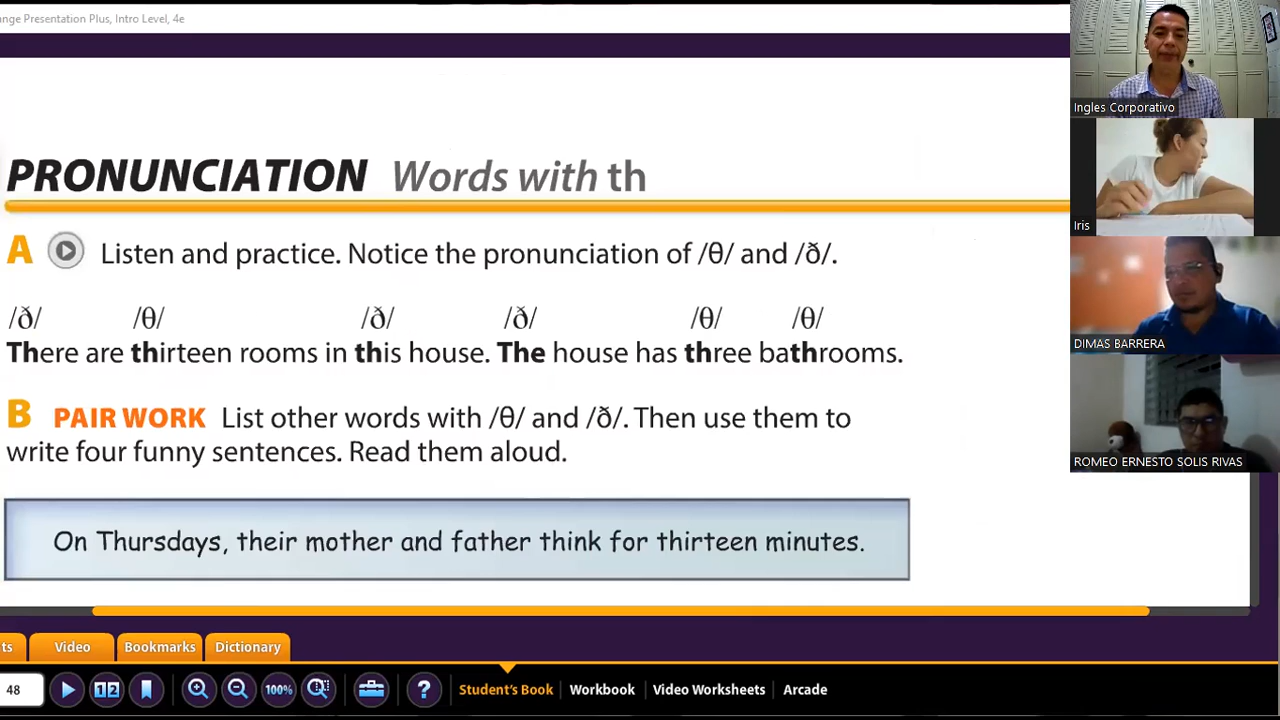 nge Presentation Plus, Intro Level, 4e
PRONUNCIATION Words with th
A Listen and practice. Notice the pronunciation of /θ/ and /ð/.
/ð/ /θ/ /ð/ /ð/ /θ/ /θ/
There are thirteen rooms in this house. The house has three bathrooms.
B PAIR WORK List other words with /θ/ and /ð/. Then use them to
write four funny sentences. Read them aloud.
On Thursdays, their mother and father think for thirteen minutes.
Ingles Corporativo
Iris
DIMAS BARRERA
ROMEO ERNESTO SOLIS RIVAS
ts Video Bookmarks Dictionary
48 1 2 100% ? Student's Book Workbook Video Worksheets Arcade